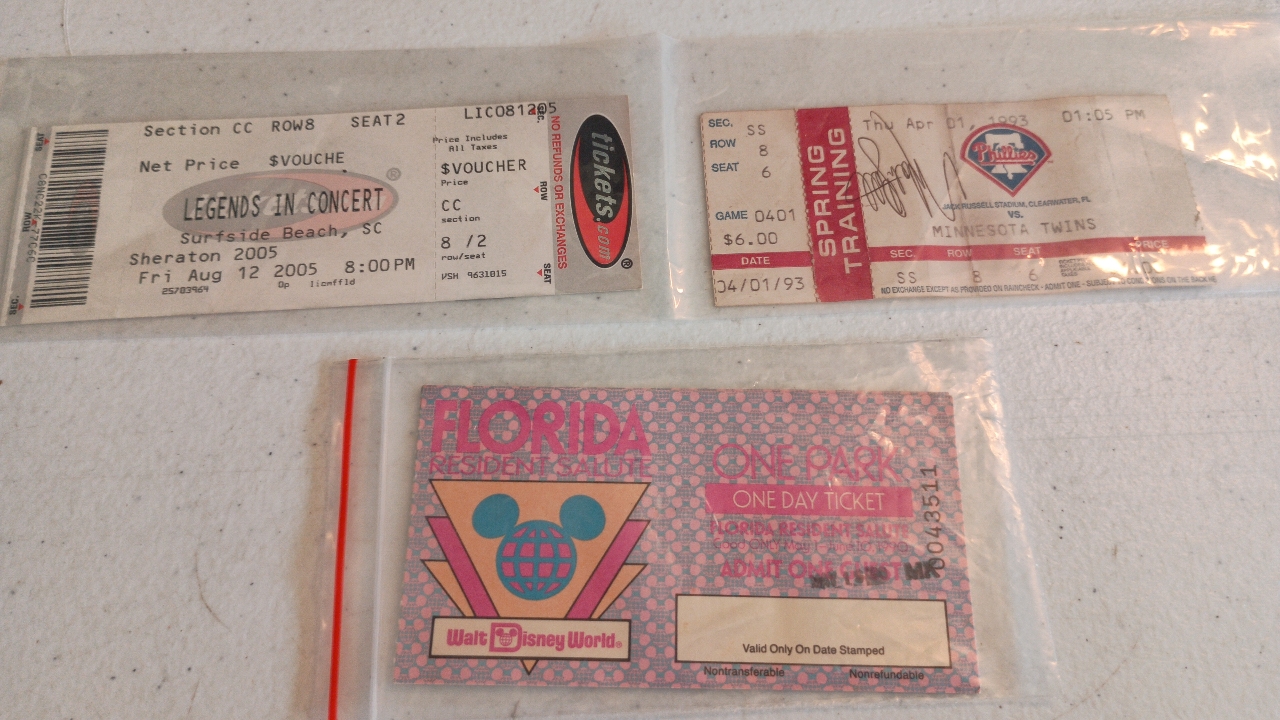 Section CC ROW8 SEAT2
LIC081205
Net Price $VOUCHE
LEGENDS IN CONCERT
Surfside Beach, SC
Sheraton 2005
Fri Aug 12 2005 8:00PM
25703969
Price Includes
All Taxes
$VOUCHER
Price
CC
section
8 /2
row/seat
VSH 9631015
SEC.
ROW
SEAT
NO REFUNDS OR EXCHANGES
tickets.com
SEAT
ROW
SEC.
SEC. SS
ROW 8
SEAT 6
GAME 0401
$6.00
DATE
04/01/93
SPRING
TRAINING
Thu Apr 01, 1993 01:05 PM
Phillies
JACK RUSSELL STADIUM, CLEARWATER, FL
VS.
MINNESOTA TWINS
SEC. ROW SEAT PRICE
SS 8 6
NO EXCHANGE EXCEPT AS PROVIDED ON RAINCHECK - ADMIT ONE -
FLORIDA
RESIDENT SALUTE
Walt Disney World®
ONE PARK
ONE DAY TICKET
FLORIDA RESIDENT SALUTE
ADMIT ONE GUEST
MK
0043511
Valid Only On Date Stamped
Nontransferable Nonrefundable